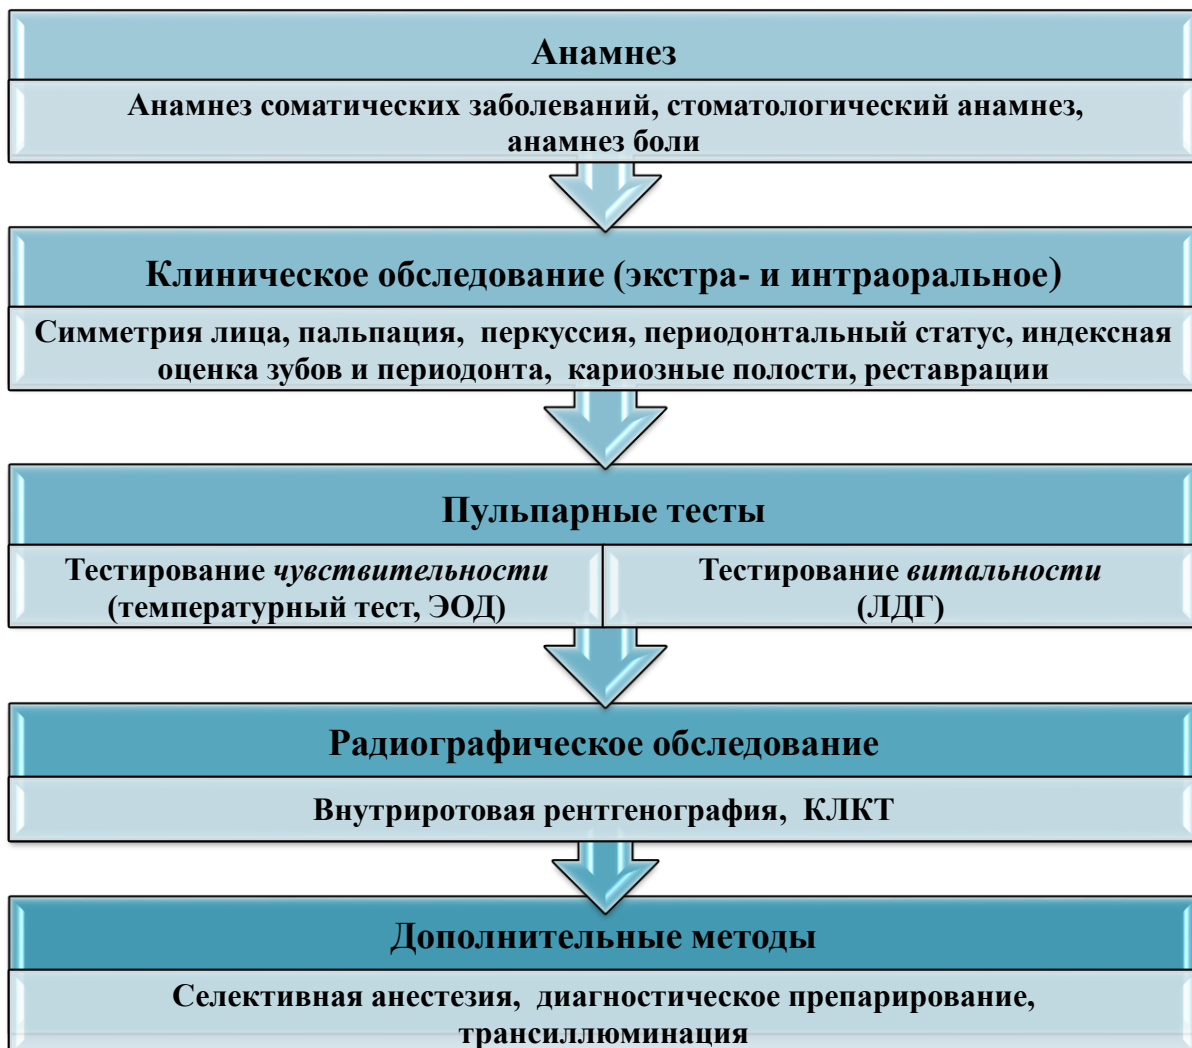 Анамнез
Анамнез соматических заболеваний, стоматологический анамнез,
анамнез боли
Клиническое обследование (экстра- и интраоральное)
Симметрия лица, пальпация, перкуссия, периодонтальный статус, индексная
оценка зубов и периодонта, кариозные полости, реставрации
Пульпарные тесты
Тестирование чувствительности
(температурный тест, ЭОД)
Тестирование витальности
(ЛДГ)
Радиографическое обследование
Внутриротовая рентгенография, КЛКТ
Дополнительные методы
Селективная анестезия, диагностическое препарирование,
трансиллюминация